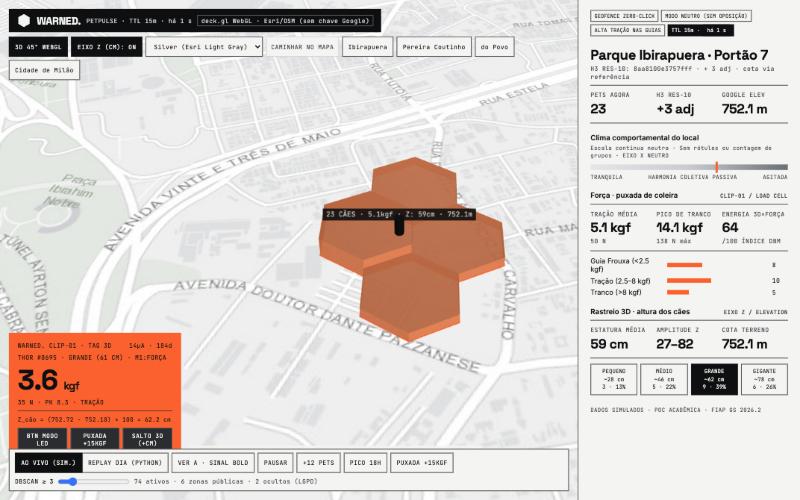 WARNED. PETPULSE · TTL 15m · há 1 s deck.gl WebGL · Esri/OSM (sem chave Google)
3D 45° WEBGL EIXO Z (CM): ON Silver (Esri Light Gray) CAMINHAR NO MAPA Ibirapuera Pereira Coutinho do Povo
Cidade de Milão
RUA TUTOIA
RUA ESTELA
AVENIDA VINTE E TRÊS DE MAIO
Praça
Ibrahim
Nobre
TÚNEL AYRTON SEN
23 CÃES · 5.1kgf · Z: 59cm · 752.1m
RUA MA
CARVALHO
AVENIDA DOUTOR DANTE PAZZANESE
WARNED. CLIP-01 · TAG 3D 14µA · 184d
THOR #0695 · GRANDE (61 CM) · M1:FORÇA
3.6 kgf
35 N · PK 8.3 · TRAÇÃO
Z_cão = (752.72 - 752.10) × 100 = 62.2 cm
BTN MODO LED
PUXADA +15KGF
SALTO 3D (+CM)
AO VIVO (SIM.) REPLAY DIA (PYTHON) VER A · SINAL BOLD PAUSAR +12 PETS PICO 18H PUXADA +15KGF
DBSCAN ≥ 3 74 ativos · 6 zonas públicas · 2 ocultos (LGPD)
GEOFENCE ZERO-CLICK MODO NEUTRO (SEM OPOSIÇÃO)
ALTA TRAÇÃO NAS GUIAS TTL 15m · há 1 s
Parque Ibirapuera · Portão 7
H3 RES-10: 8aa8100e3757fff · + 3 adj · cota via
referência
PETS AGORA H3 RES-10 GOOGLE ELEV
23 +3 adj 752.1 m
Clima comportamental do local
Escala contínua neutra · Sem rótulos ou contagem de
grupos · EIXO X NEUTRO
TRANQUILA HARMONIA COLETIVA PASSIVA AGITADA
Força · puxada de coleira CLIP-01 / LOAD CELL
TRAÇÃO MÉDIA PICO DE TRANCO ENERGIA 3D+FORÇA
5.1 kgf 14.1 kgf 64
50 N 138 N máx /100 ÍNDICE DBM
Guia Frouxa (<2.5
kgf) 8
Tração (2.5–8 kgf) 10
Tranco (>8 kgf) 5
Rastreio 3D · altura dos cães EIXO Z / ELEVATION
ESTATURA MÉDIA AMPLITUDE Z COTA TERRENO
59 cm 27–82 752.1 m
PEQUENO MÉDIO GRANDE GIGANTE
~28 cm ~46 cm ~62 cm ~78 cm
3 · 13% 5 · 22% 9 · 39% 6 · 26%
DADOS SIMULADOS · POC ACADÊMICA · FIAP GS 2026.2